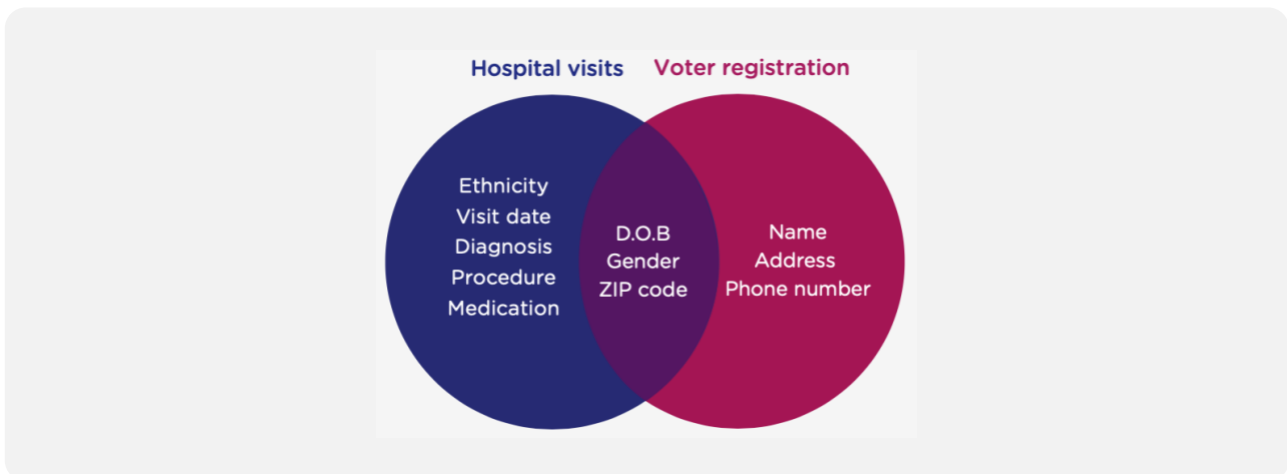 Hospital visits
Voter registration
Ethnicity
Visit date
Diagnosis
Procedure
Medication
D.O.B
Gender
ZIP code
Name
Address
Phone number